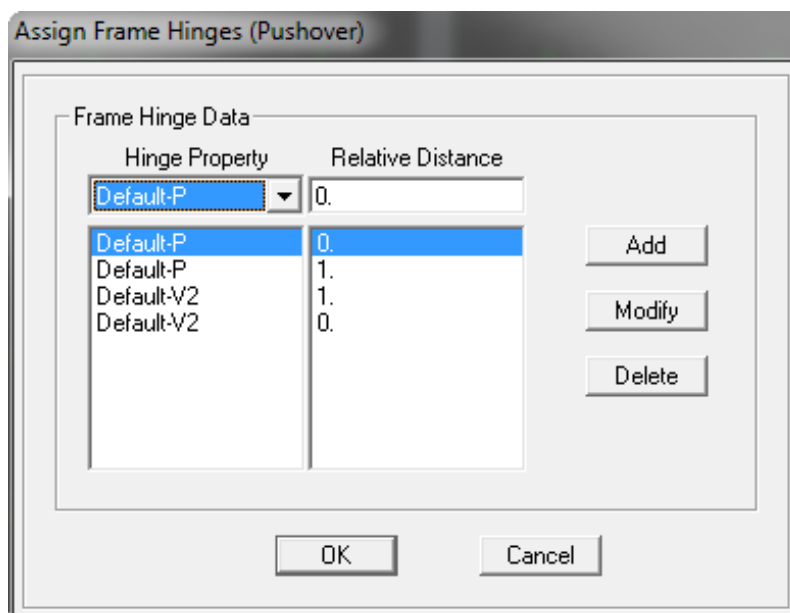 Assign Frame Hinges (Pushover)
Frame Hinge Data
Hinge Property Relative Distance
Default-P 0.
Default-P 0.
Default-P 1.
Default-V2 1.
Default-V2 0.
Add
Modify
Delete
OK Cancel